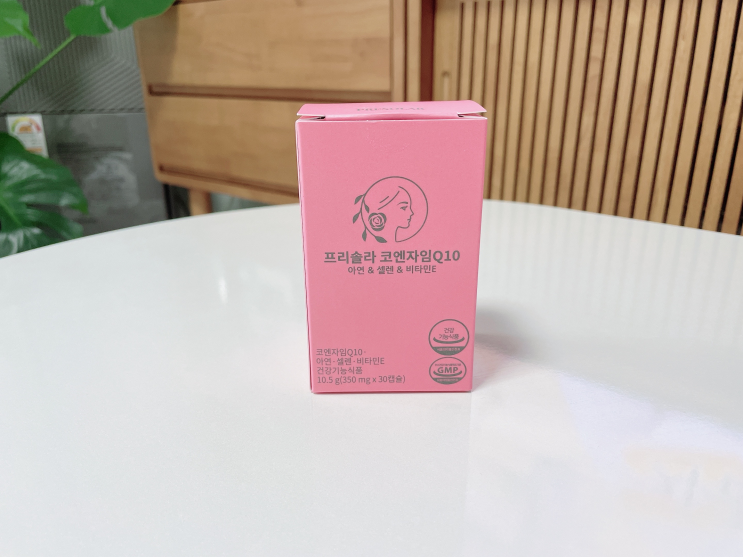 프리솔라 코엔자임Q10
아연 & 셀렌 & 비타민E
건강
기능식품
코엔자임Q10·
아연·셀렌·비타민E
건강기능식품
10.5 g(350 mg x 30캡슐)
GMP